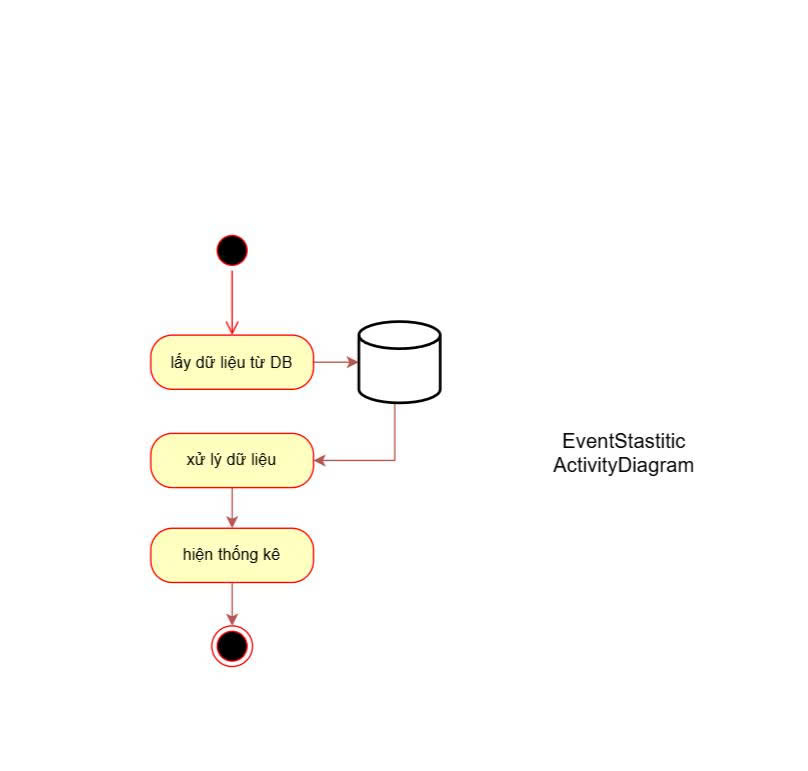 lấy dữ liệu từ DB
xử lý dữ liệu
EventStastitic
ActivityDiagram
hiện thống kê